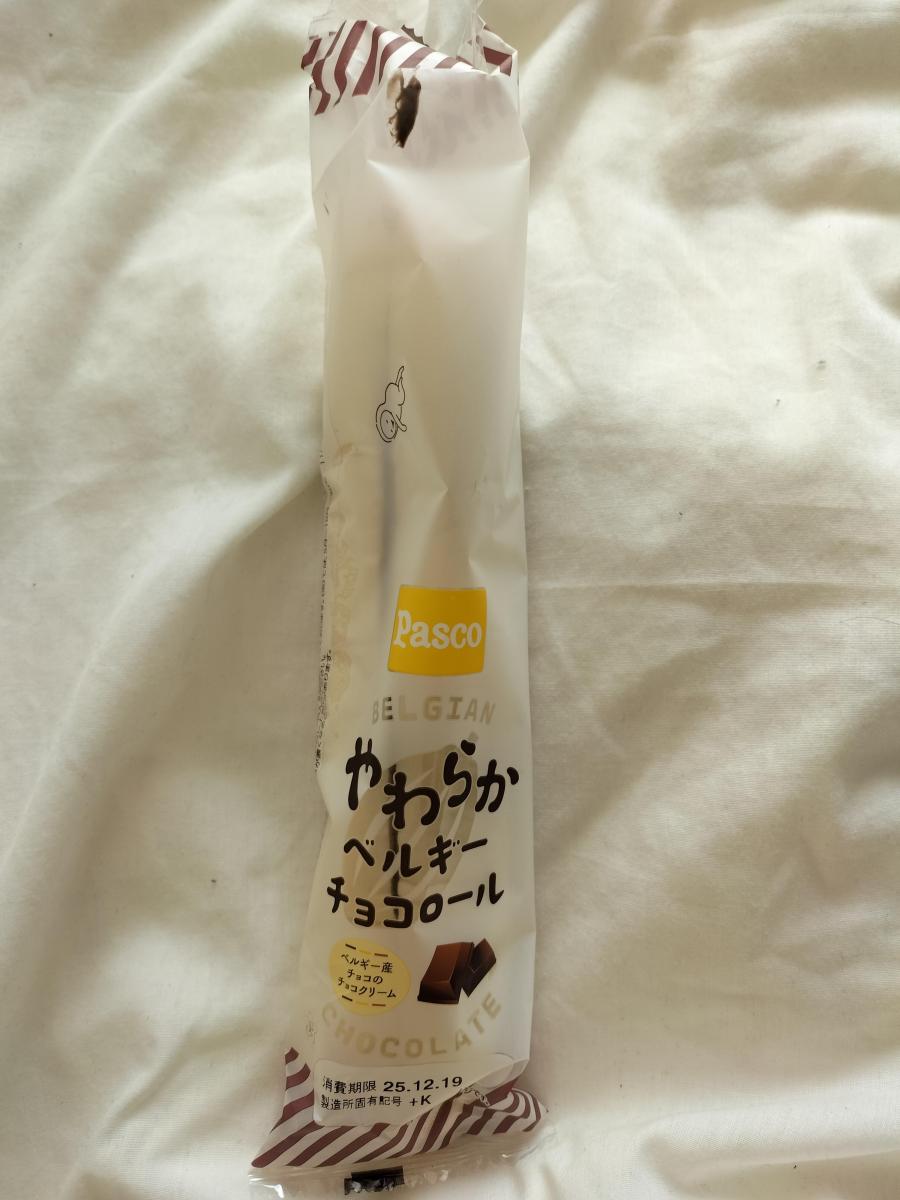 Pasco
BELGIAN
やわらか
ベルギー
チョコロール
ベルギー産
チョコの
チョコクリーム
CHOCOLATE
消費期限 25.12.19
製造所固有記号 +K